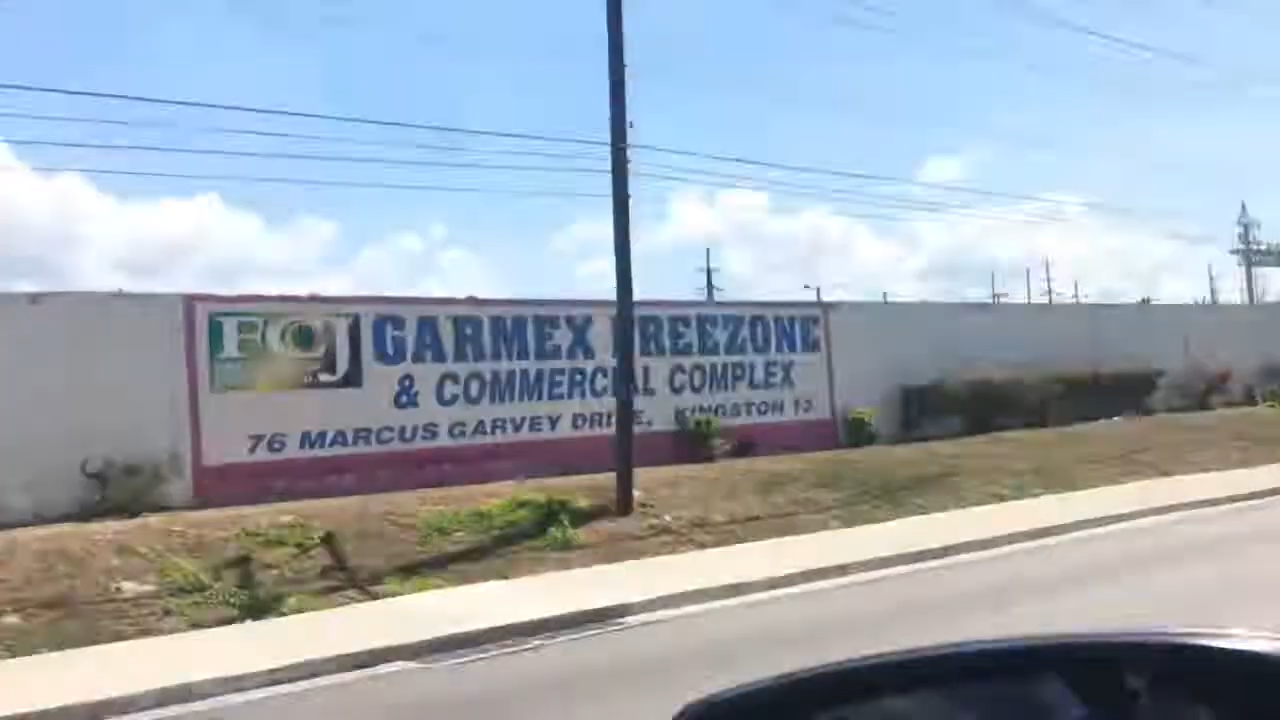 FCJ GARMEX FREEZONE
& COMMERCIAL COMPLEX
76 MARCUS GARVEY DRIVE, KINGSTON 13